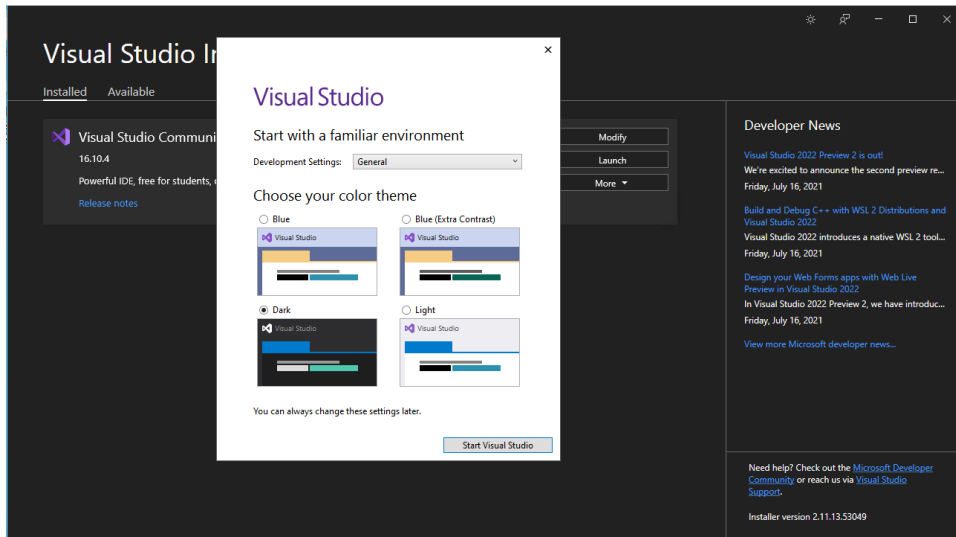 Visual Studio I
Installed Available
Visual Studio Communi
16.10.4
Powerful IDE, free for students,
Release notes
Modify
Launch
More
Visual Studio
Start with a familiar environment
Development Settings: General
Choose your color theme
Blue
Blue (Extra Contrast)
Visual Studio
Visual Studio
Dark
Light
Visual Studio
Visual Studio
You can always change these settings later.
Start Visual Studio
Developer News
Visual Studio 2022 Preview 2 is out!
We're excited to announce the second preview re...
Friday, July 16, 2021
Build and Debug C++ with WSL 2 Distributions and
Visual Studio 2022
Visual Studio 2022 introduces a native WSL 2 tool...
Friday, July 16, 2021
Design your Web Forms apps with Web Live
Preview in Visual Studio 2022
In Visual Studio 2022 Preview 2, we have introduc...
Friday, July 16, 2021
View more Microsoft developer news...
Need help? Check out the Microsoft Developer
Community or reach us via Visual Studio
Support.
Installer version 2.11.13.53049